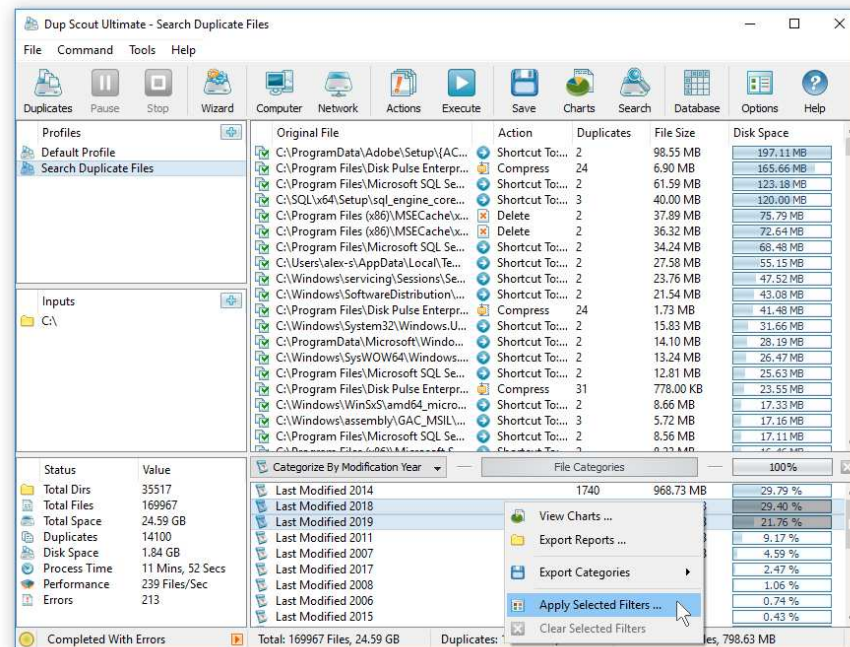 Dup Scout Ultimate - Search Duplicate Files
File Command Tools Help
Duplicates Pause Stop Wizard Computer Network Actions Execute Save Charts Search Database Options Help
Profiles
Default Profile
Search Duplicate Files
Inputs
C:\
Original File Action Duplicates File Size Disk Space
C:\ProgramData\Adobe\Setup\{AC... Shortcut To:... 2 98.55 MB 197.11 MB
C:\Program Files\Disk Pulse Enterpr... Compress 24 6.90 MB 165.66 MB
C:\Program Files\Microsoft SQL Se... Shortcut To:... 2 61.59 MB 123.18 MB
C:\SQL\x64\Setup\sql_engine_core... Shortcut To:... 3 40.00 MB 120.00 MB
C:\Program Files (x86)\MSECache\x... Delete 2 37.89 MB 75.79 MB
C:\Program Files (x86)\MSECache\x... Delete 2 36.32 MB 72.64 MB
C:\Program Files\Microsoft SQL Se... Shortcut To:... 2 34.24 MB 68.48 MB
C:\Users\alex-s\AppData\Local\Te... Shortcut To:... 2 27.58 MB 55.15 MB
C:\Windows\servicing\Sessions\Se... Shortcut To:... 2 23.76 MB 47.52 MB
C:\Windows\SoftwareDistribution\... Shortcut To:... 2 21.54 MB 43.08 MB
C:\Program Files\Disk Pulse Enterpr... Compress 24 1.73 MB 41.48 MB
C:\Windows\System32\Windows.U... Shortcut To:... 2 15.83 MB 31.66 MB
C:\ProgramData\Microsoft\Windo... Shortcut To:... 2 14.10 MB 28.19 MB
C:\Windows\SysWOW64\Windows.... Shortcut To:... 2 13.24 MB 26.47 MB
C:\Program Files\Microsoft SQL Se... Shortcut To:... 2 12.81 MB 25.63 MB
C:\Program Files\Disk Pulse Enterpr... Compress 31 778.00 KB 23.55 MB
C:\Windows\WinSxS\amd64_micro... Shortcut To:... 2 8.66 MB 17.33 MB
C:\Windows\assembly\GAC_MSIL\... Shortcut To:... 3 5.72 MB 17.16 MB
C:\Program Files\Microsoft SQL Se... Shortcut To:... 2 8.56 MB 17.11 MB
Status Value
Total Dirs 35517
Total Files 169967
Total Space 24.59 GB
Duplicates 14100
Disk Space 1.84 GB
Process Time 11 Mins, 52 Secs
Performance 239 Files/Sec
Errors 213
Categorize By Modification Year File Categories 100%
Last Modified 2014 1740 968.73 MB 29.79 %
Last Modified 2018 29.40 %
Last Modified 2019 21.76 %
Last Modified 2011 9.17 %
Last Modified 2007 4.59 %
Last Modified 2017 2.47 %
Last Modified 2008 1.06 %
Last Modified 2006 0.74 %
Last Modified 2015 0.43 %
View Charts ...
Export Reports ...
Export Categories
Apply Selected Filters ...
Clear Selected Filters
Completed With Errors Total: 169967 Files, 24.59 GB Duplicates: 798.63 MB